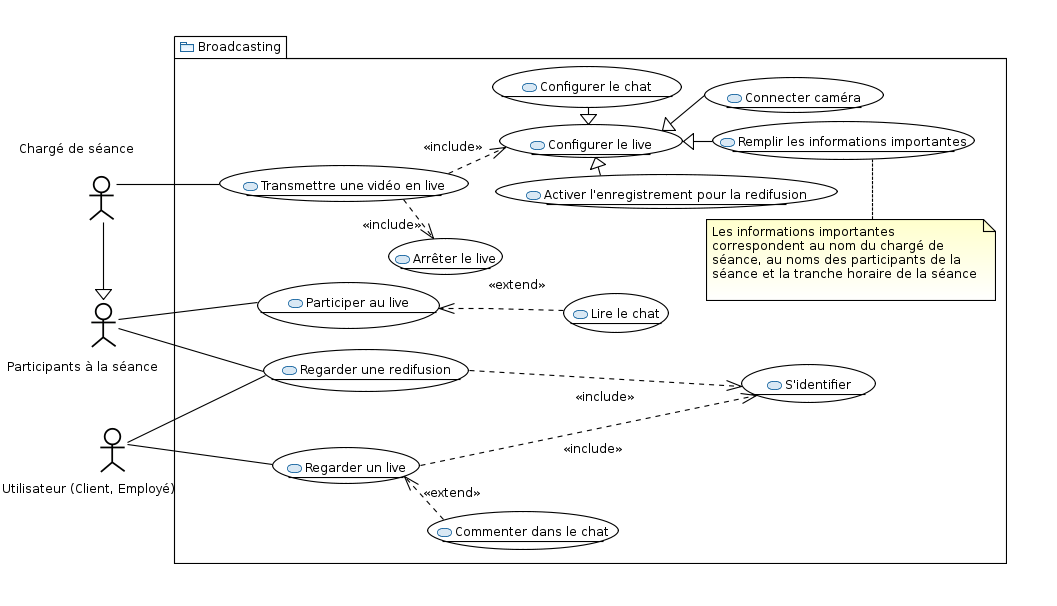 Broadcasting
Configurer le chat
Connecter caméra
Chargé de séance
«include»
Configurer le live
Remplir les informations importantes
Transmettre une vidéo en live
Activer l'enregistrement pour la redifusion
«include»
Les informations importantes
correspondent au nom du chargé de
séance, au noms des participants de la
séance et la tranche horaire de la séance
Arrêter le live
«extend»
Participer au live
Lire le chat
Participants à la séance
Regarder une redifusion
S'identifier
«include»
«include»
Regarder un live
Utilisateur (Client, Employé)
«extend»
Commenter dans le chat